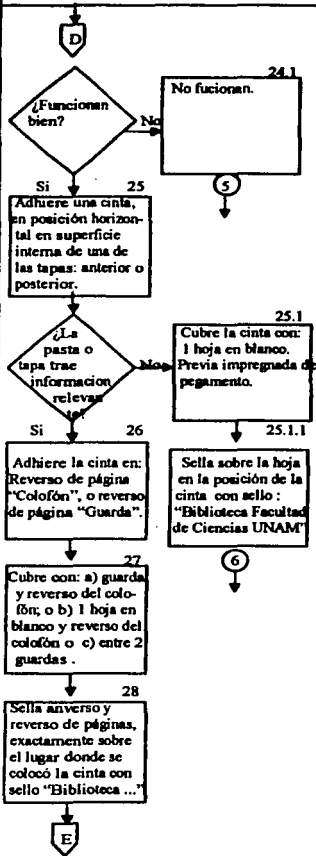 D
¿Funcionan
bien?
No
24.1
No fucionan.
5
Si
25
Adhiere una cinta,
en posición horizon-
tal en superficie
interna de una de
las tapas: anterior o
posterior.
¿La
pasta o
tapa trae
informacion
relevan
te?
No
25.1
Cubre la cinta con:
1 hoja en blanco.
Previa impregnada de
pegamento.
25.1.1
Sella sobre la hoja
en la posición de la
cinta con sello :
“Biblioteca Facultad
de Ciencias UNAM”
6
Si
26
Adhiere la cinta en:
Reverso de página
“Colofón”, o reverso
de página “Guarda”.
27
Cubre con: a) guarda
y reverso del colo-
fón; o b) 1 hoja en
blanco y reverso del
colofón o c) entre 2
guardas .
28
Sella anverso y
reverso de páginas,
exactamente sobre
el lugar donde se
colocó la cinta con
sello “Biblioteca ...”
E